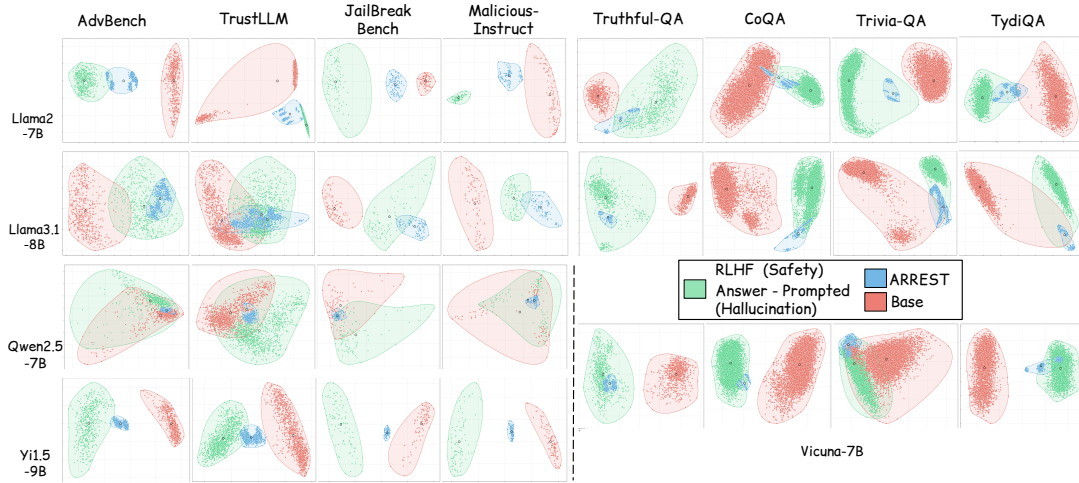 AdvBench
TrustLLM
JailBreak
Bench
Malicious-
Instruct
Truthful-QA
CoQA
Trivia-QA
TydiQA
Llama2
-7B
Llama3.1
-8B
RLHF (Safety)
Answer - Prompted
(Hallucination)
ARREST
Base
Qwen2.5
-7B
Yi1.5
-9B
Vicuna-7B